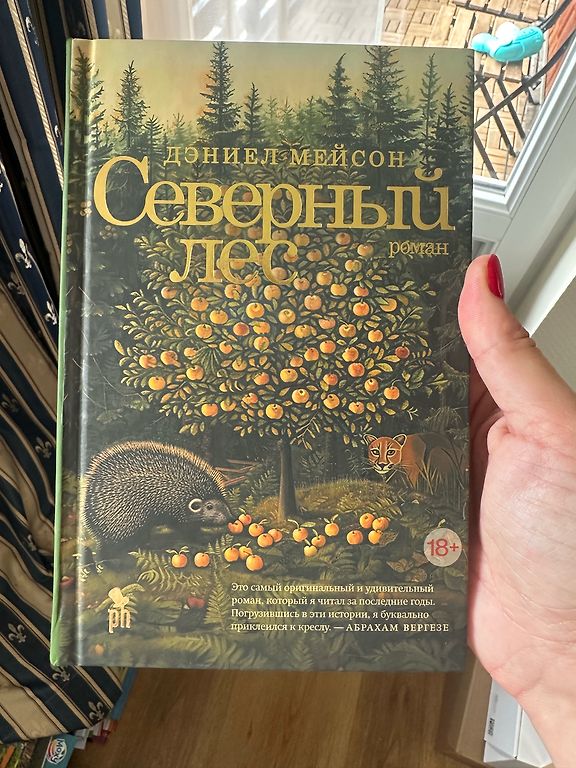 ДЭНИЕЛ МЕЙСОН
Северный
лес
роман
18+
Это самый оригинальный и удивительный
роман, который я читал за последние годы.
Погрузившись в эти истории, я буквально
приклеился к креслу. — АБРАХАМ ВЕРГЕЗЕ
рп